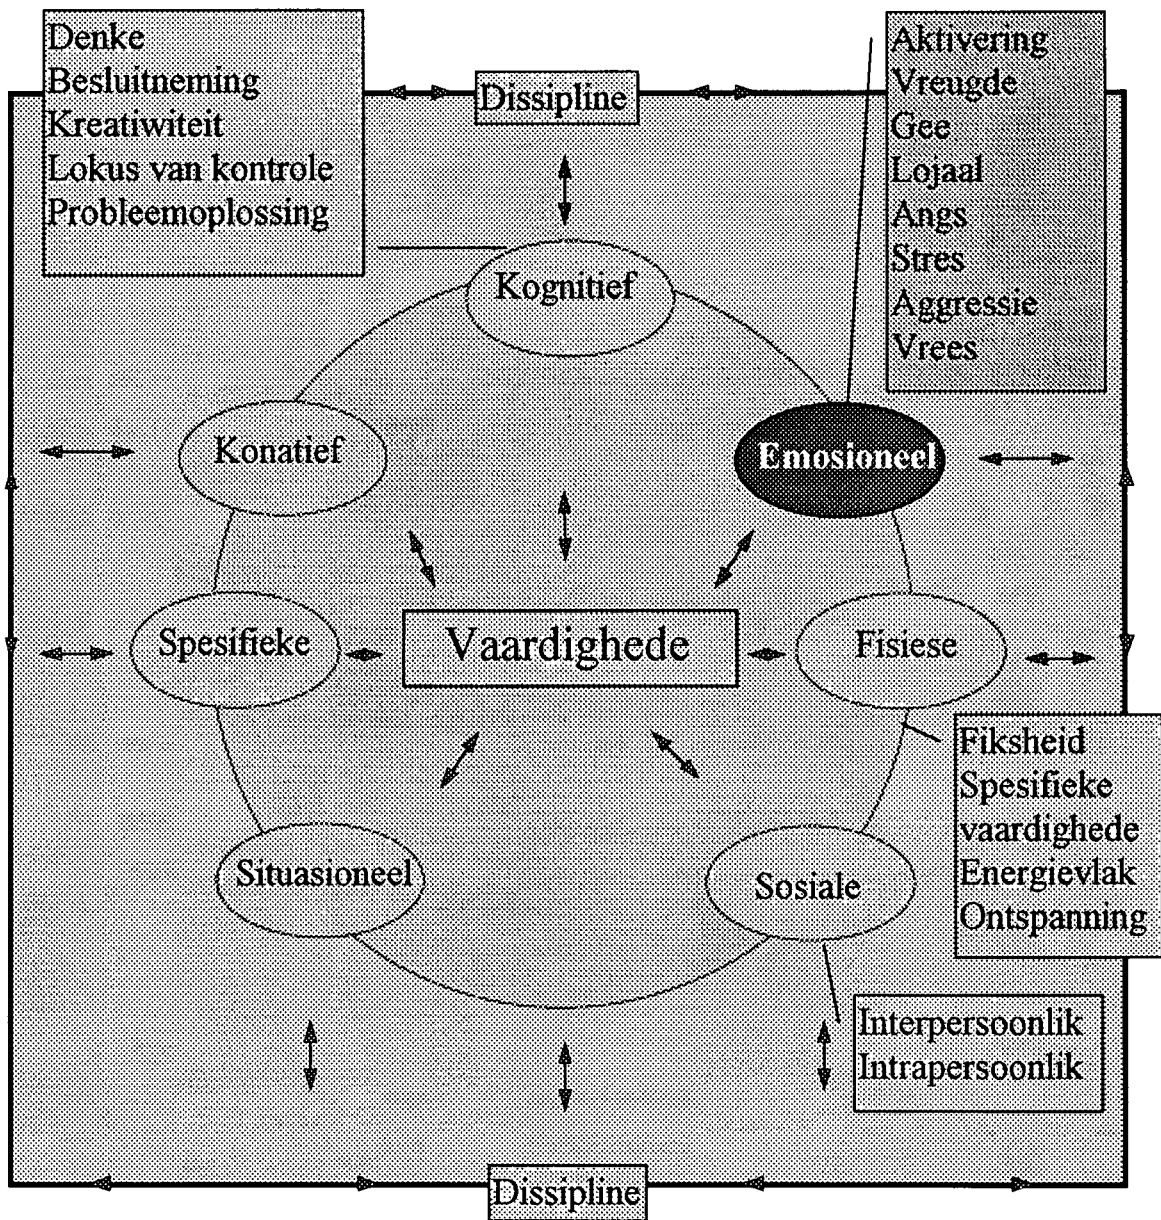 Denke
Besluitneming
Kreatiwiteit
Lokus van kontrole
Probleemoplossing
Dissipline
Aktivering
Vreugde
Gee
Lojaal
Angs
Stres
Aggressie
Vrees
Kognitief
Konatief
Emosioneel
Spesifieke
Vaardighede
Fisiese
Fiksheid
Spesifieke
vaardighede
Energievlak
Ontspanning
Situasioneel
Sosiale
Interpersoonlik
Intrapersoonlik
Dissipline